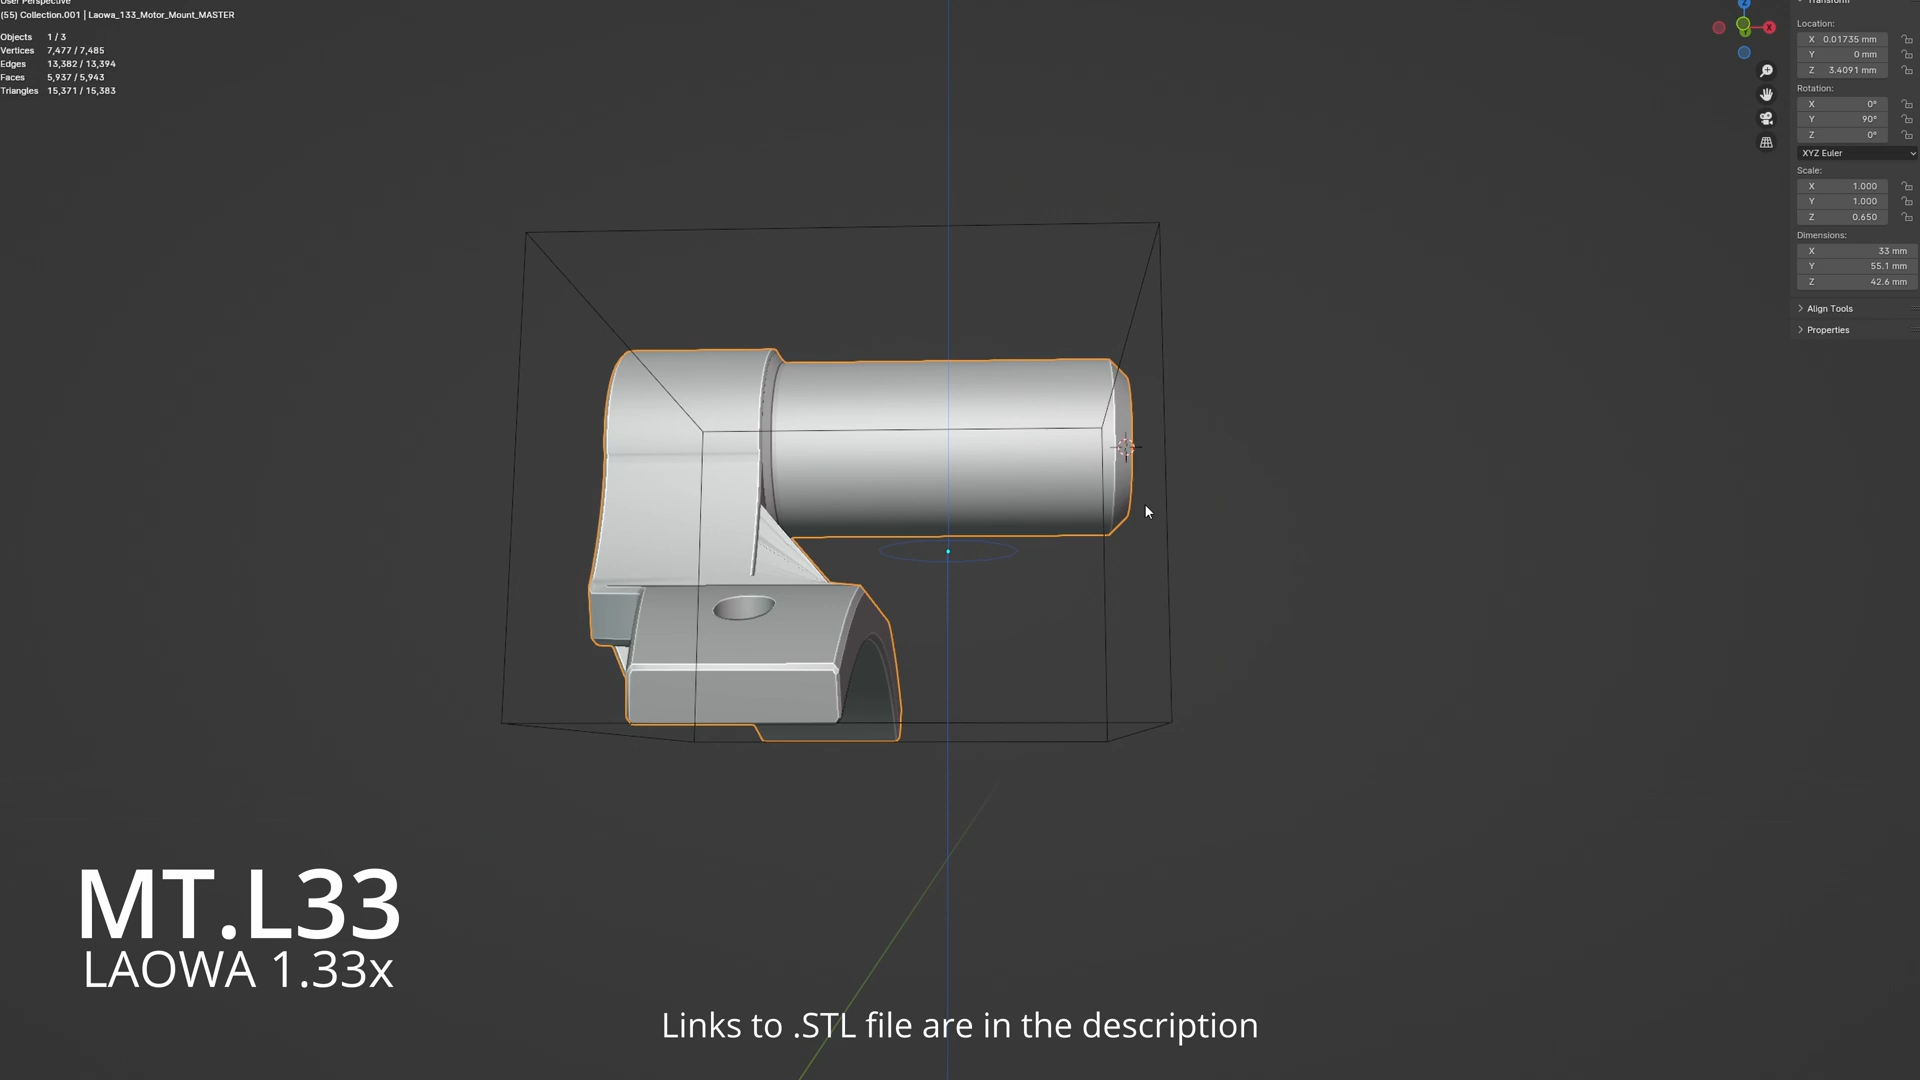 User Perspective
(55) Collection.001 | Laowa_133_Motor_Mount_MASTER
Objects 1 / 3
Vertices 7,477 / 7,485
Edges 13,382 / 13,394
Faces 5,937 / 5,943
Triangles 15,371 / 15,383
Z
X
Y
Transform
Location:
X 0.01735 mm
Y 0 mm
Z 3.4091 mm
Rotation:
X 0°
Y 90°
Z 0°
XYZ Euler
Scale:
X 1.000
Y 1.000
Z 0.650
Dimensions:
X 33 mm
Y 55.1 mm
Z 42.6 mm
Align Tools
Properties
MT.L33
LAOWA 1.33x
Links to .STL file are in the description